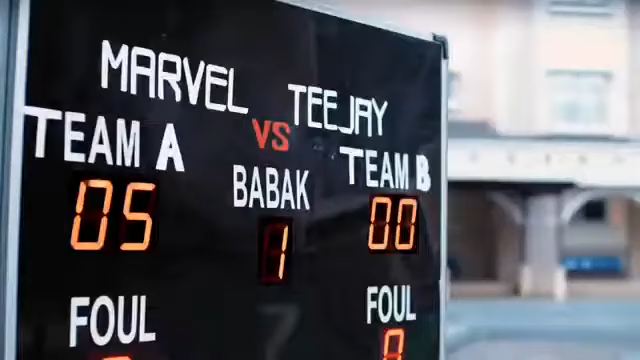 MARVEL VS TEEJAY
TEAM A TEAM B
BABAK
05 1 00
FOUL FOUL